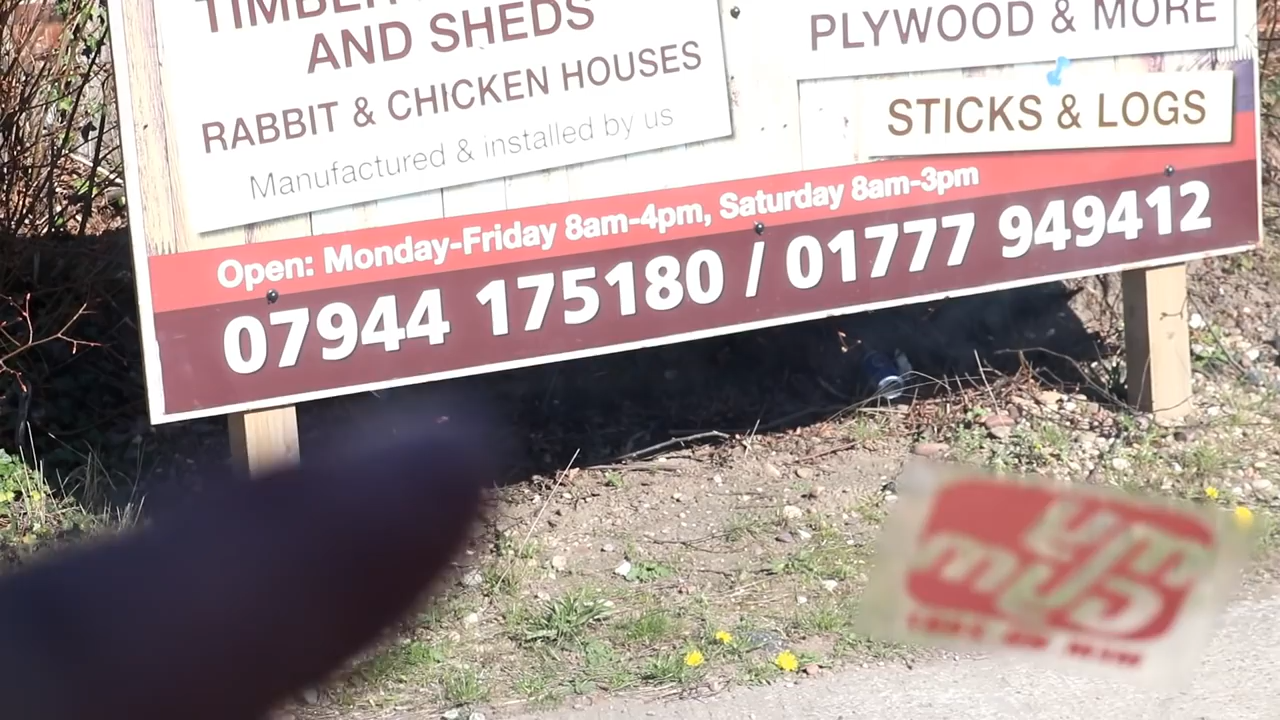 TIMBER
AND SHEDS
RABBIT & CHICKEN HOUSES
Manufactured & installed by us
PLYWOOD & MORE
STICKS & LOGS
Open: Monday-Friday 8am-4pm, Saturday 8am-3pm
07944 175180 / 01777 949412